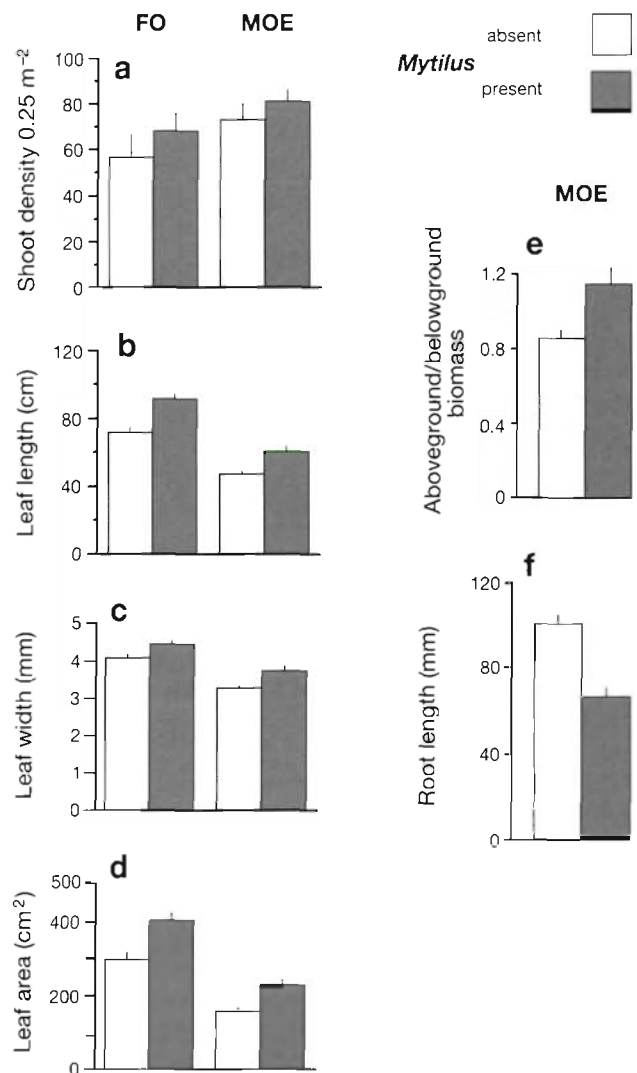 FO MOE
Mytilus
absent
present
a
Shoot density 0.25 m⁻²
100
80
60
40
20
0
b
Leaf length (cm)
120
80
40
0
c
Leaf width (mm)
5
4
3
2
1
0
d
Leaf area (cm²)
500
400
200
0
MOE
e
Aboveground/belowground
biomass
1.2
0.8
0.4
0
f
Root length (mm)
120
80
40
0